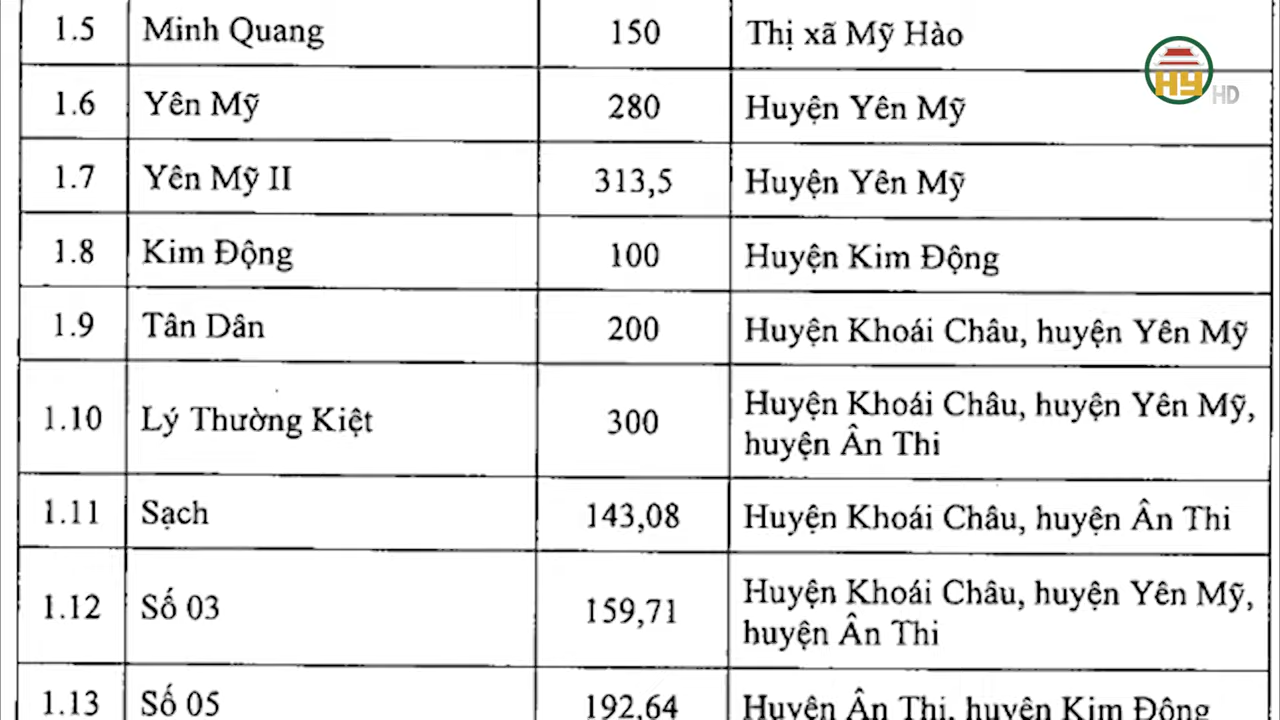 1.5 Minh Quang 150 Thị xã Mỹ Hào
HY HD
1.6 Yên Mỹ 280 Huyện Yên Mỹ
1.7 Yên Mỹ II 313,5 Huyện Yên Mỹ
1.8 Kim Động 100 Huyện Kim Động
1.9 Tân Dân 200 Huyện Khoái Châu, huyện Yên Mỹ
1.10 Lý Thường Kiệt 300 Huyện Khoái Châu, huyện Yên Mỹ,
huyện Ân Thi
1.11 Sạch 143,08 Huyện Khoái Châu, huyện Ân Thi
1.12 Số 03 159,71 Huyện Khoái Châu, huyện Yên Mỹ,
huyện Ân Thi
1.13 Số 05 192,64 Huyện Ân Thi, huyện Kim Động